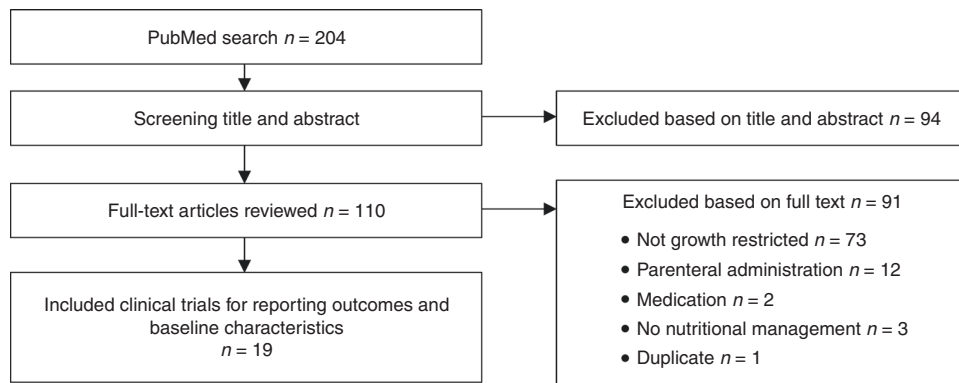 PubMed search n = 204
Screening title and abstract
Excluded based on title and abstract n = 94
Full-text articles reviewed n = 110
Excluded based on full text n = 91
• Not growth restricted n = 73
• Parenteral administration n = 12
• Medication n = 2
• No nutritional management n = 3
• Duplicate n = 1
Included clinical trials for reporting outcomes and
baseline characteristics
n = 19